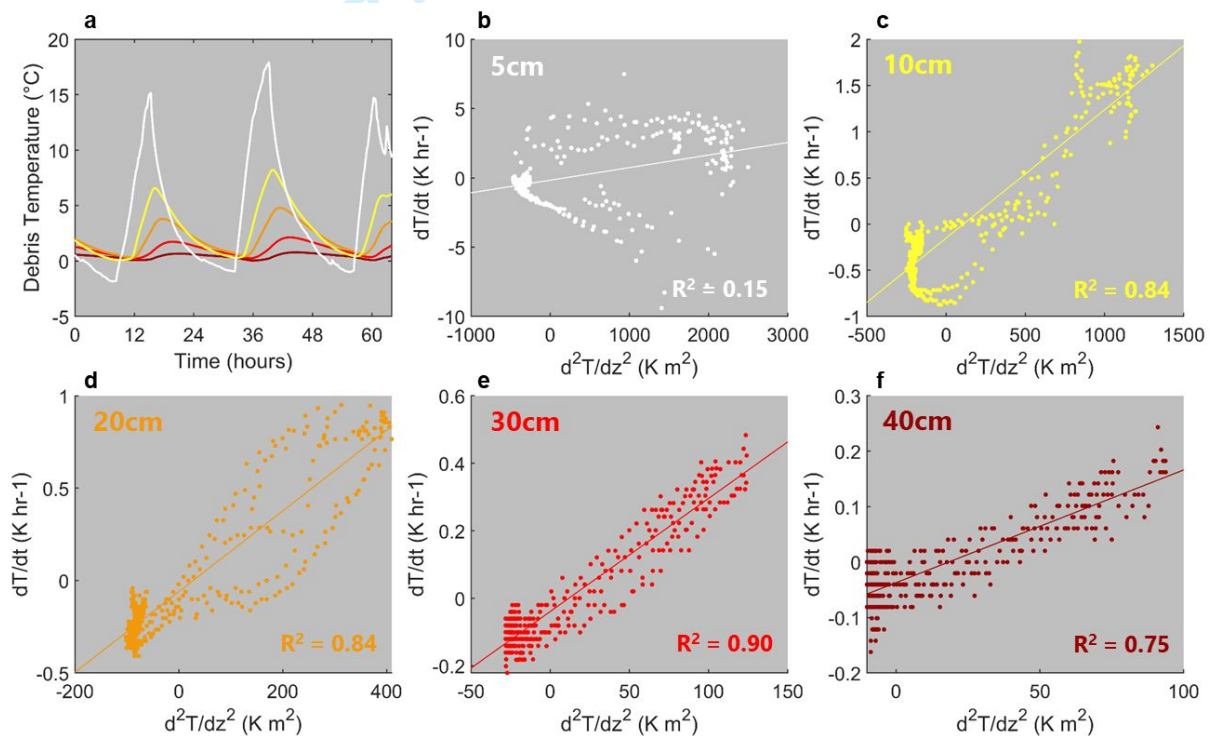 a
20
15
10
5
0
-5
0
12
24
36
48
60
Debris Temperature (°C)
Time (hours)
b
5cm
10
5
0
-5
-10
-1000
0
1000
2000
3000
dT/dt (K hr-1)
d²T/dz² (K m²)
R² = 0.15
c
10cm
2
1.5
1
0.5
0
-0.5
-1
-500
0
500
1000
1500
dT/dt (K hr-1)
d²T/dz² (K m²)
R² = 0.84
d
20cm
1
0.5
0
-0.5
-200
0
200
400
dT/dt (K hr-1)
d²T/dz² (K m²)
R² = 0.84
e
30cm
0.6
0.4
0.2
0
-0.2
-50
0
50
100
150
dT/dt (K hr-1)
d²T/dz² (K m²)
R² = 0.90
f
40cm
0.3
0.2
0.1
0
-0.1
-0.2
0
50
100
dT/dt (K hr-1)
d²T/dz² (K m²)
R² = 0.75